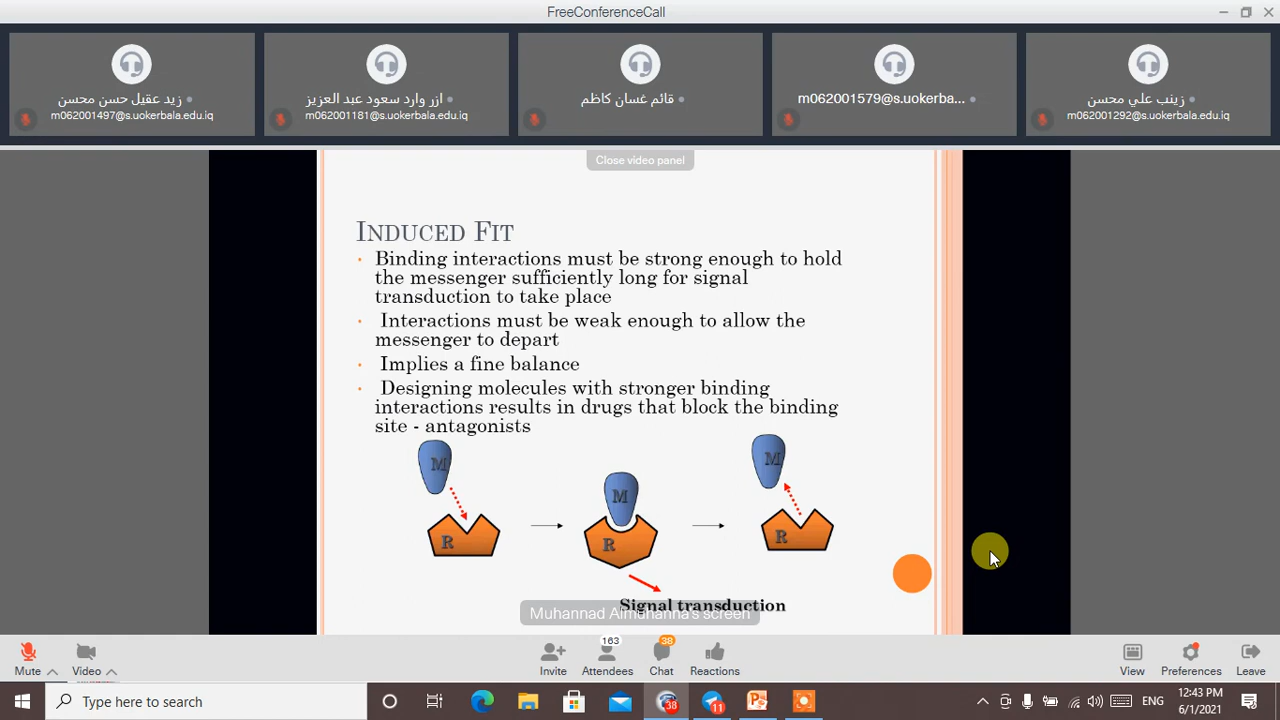 FreeConferenceCall
زيد عقيل حسن محسن
m062001497@s.uokerbala.edu.iq
ازر وارد سعود عبد العزيز
m062001181@s.uokerbala.edu.iq
قائم غسان كاظم
m062001579@s.uokerba...
زينب علي محسن
m062001292@s.uokerbala.edu.iq
Close video panel
INDUCED FIT
• Binding interactions must be strong enough to hold
the messenger sufficiently long for signal
transduction to take place
• Interactions must be weak enough to allow the
messenger to depart
• Implies a fine balance
• Designing molecules with stronger binding
interactions results in drugs that block the binding
site - antagonists
M
M
M
R
R
R
Signal transduction
Muhannad Almuhanna's screen
163
38
Mute
Video
Invite
Attendees
Chat
Reactions
View
Preferences
Leave
Type here to search
38
11
ENG
12:43 PM
6/1/2021